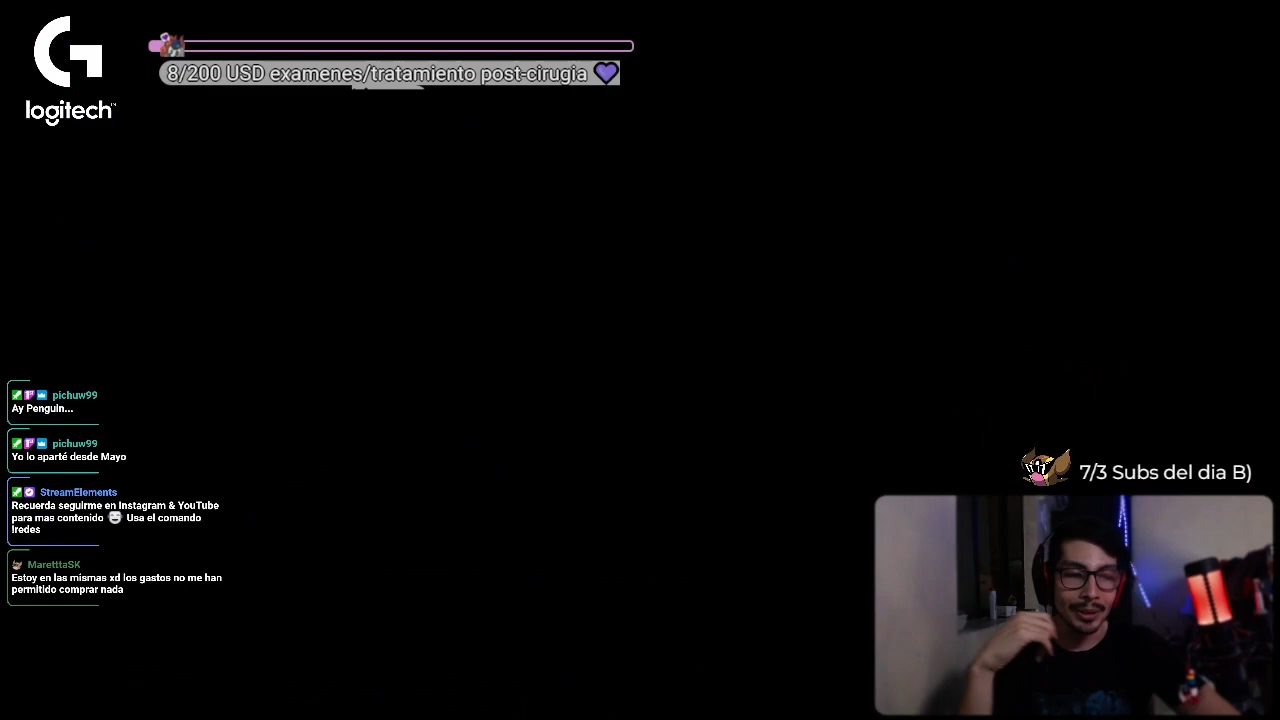 logitech™
8/200 USD examenes/tratamiento post-cirugia
pichuw99
Ay Penguin...
pichuw99
Yo lo aparté desde Mayo
StreamElements
Recuerda seguirme en Instagram & YouTube
para mas contenido Usa el comando
!redes
MaretttaSK
Estoy en las mismas xd los gastos no me han
permitido comprar nada
7/3 Subs del dia B)